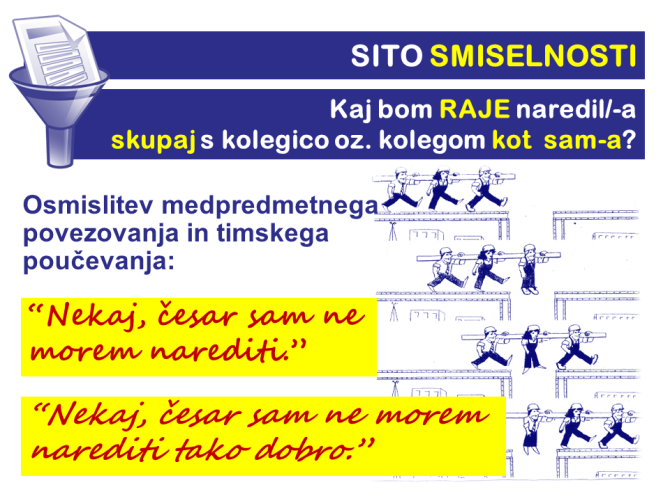 SITO SMISELNOSTI
Kaj bom RAJE naredil/-a
skupaj s kolegico oz. kolegom kot sam-a?
Osmislitev medpredmetnega
povezovanja in timskega
poučevanja:
“Nekaj, česar sam ne
morem narediti.”
“Nekaj, česar sam ne morem
narediti tako dobro.”